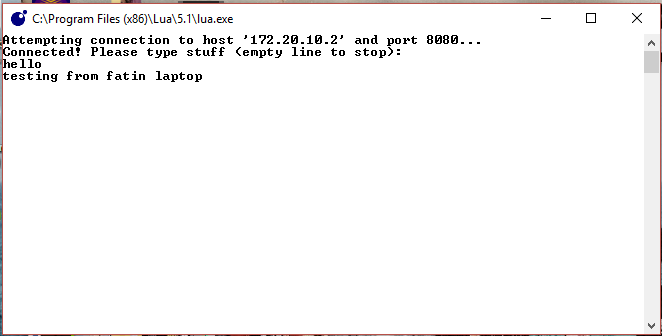 C:\Program Files (x86)\Lua\5.1\lua.exe
Attempting connection to host '172.20.10.2' and port 8080...
Connected! Please type stuff (empty line to stop):
hello
testing from fatin laptop